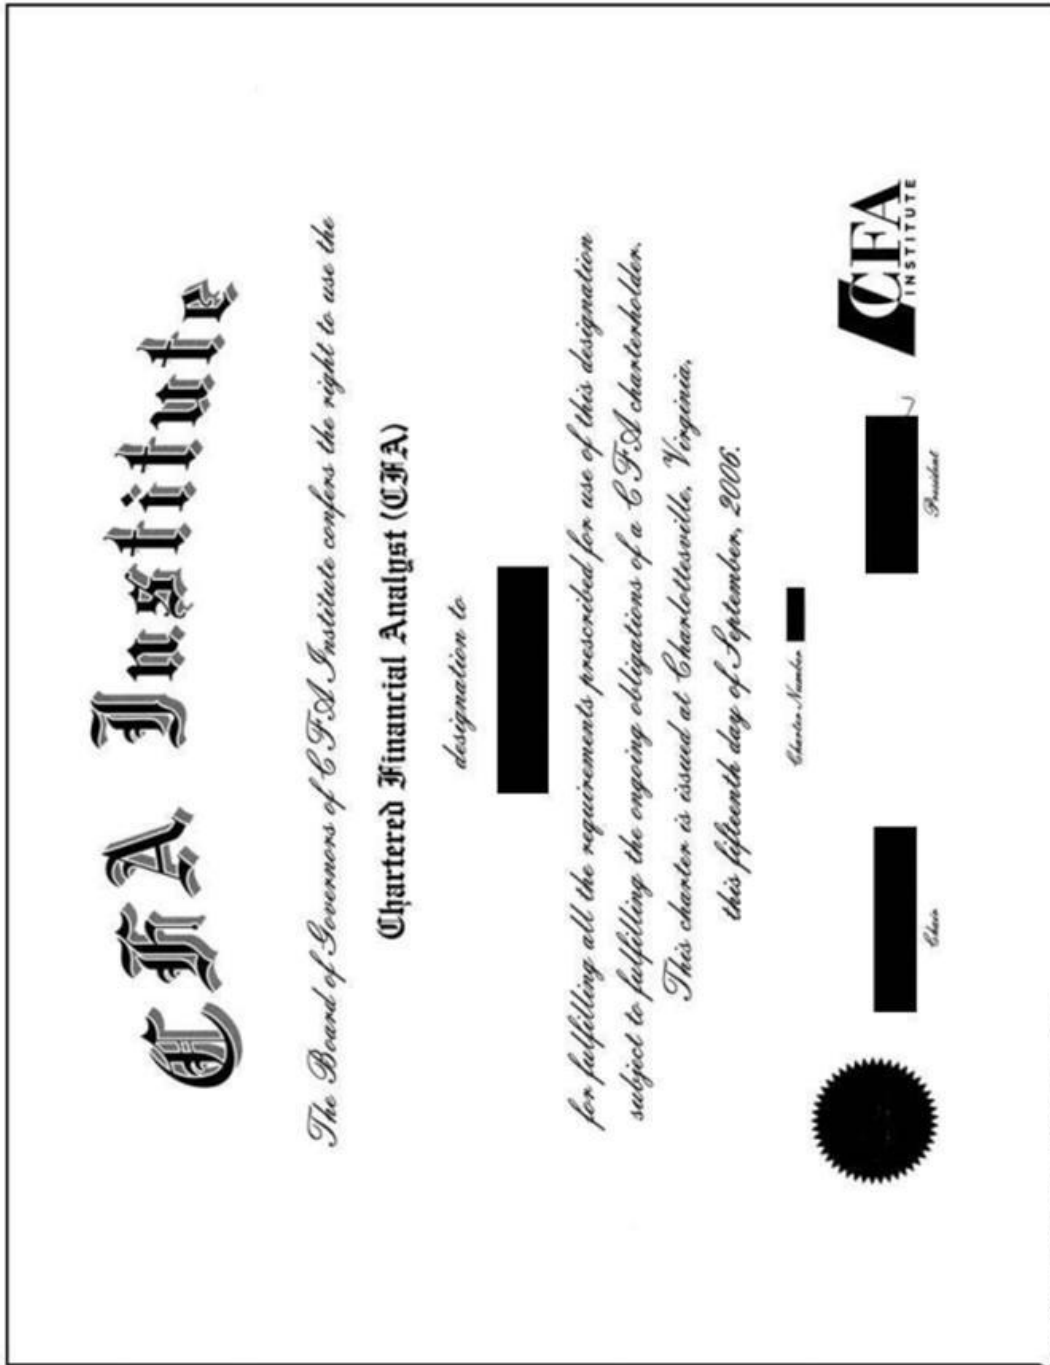 CFA Institute
The Board of Governors of CFA Institute confers the right to use the
Chartered Financial Analyst (CFA)
designation to
for fulfilling all the requirements prescribed for use of this designation
subject to fulfilling the ongoing obligations of a CFA charterholder.
This charter is issued at Charlottesville, Virginia,
this fifteenth day of September, 2006.
Charter Number
Chair
President
CFA
INSTITUTE